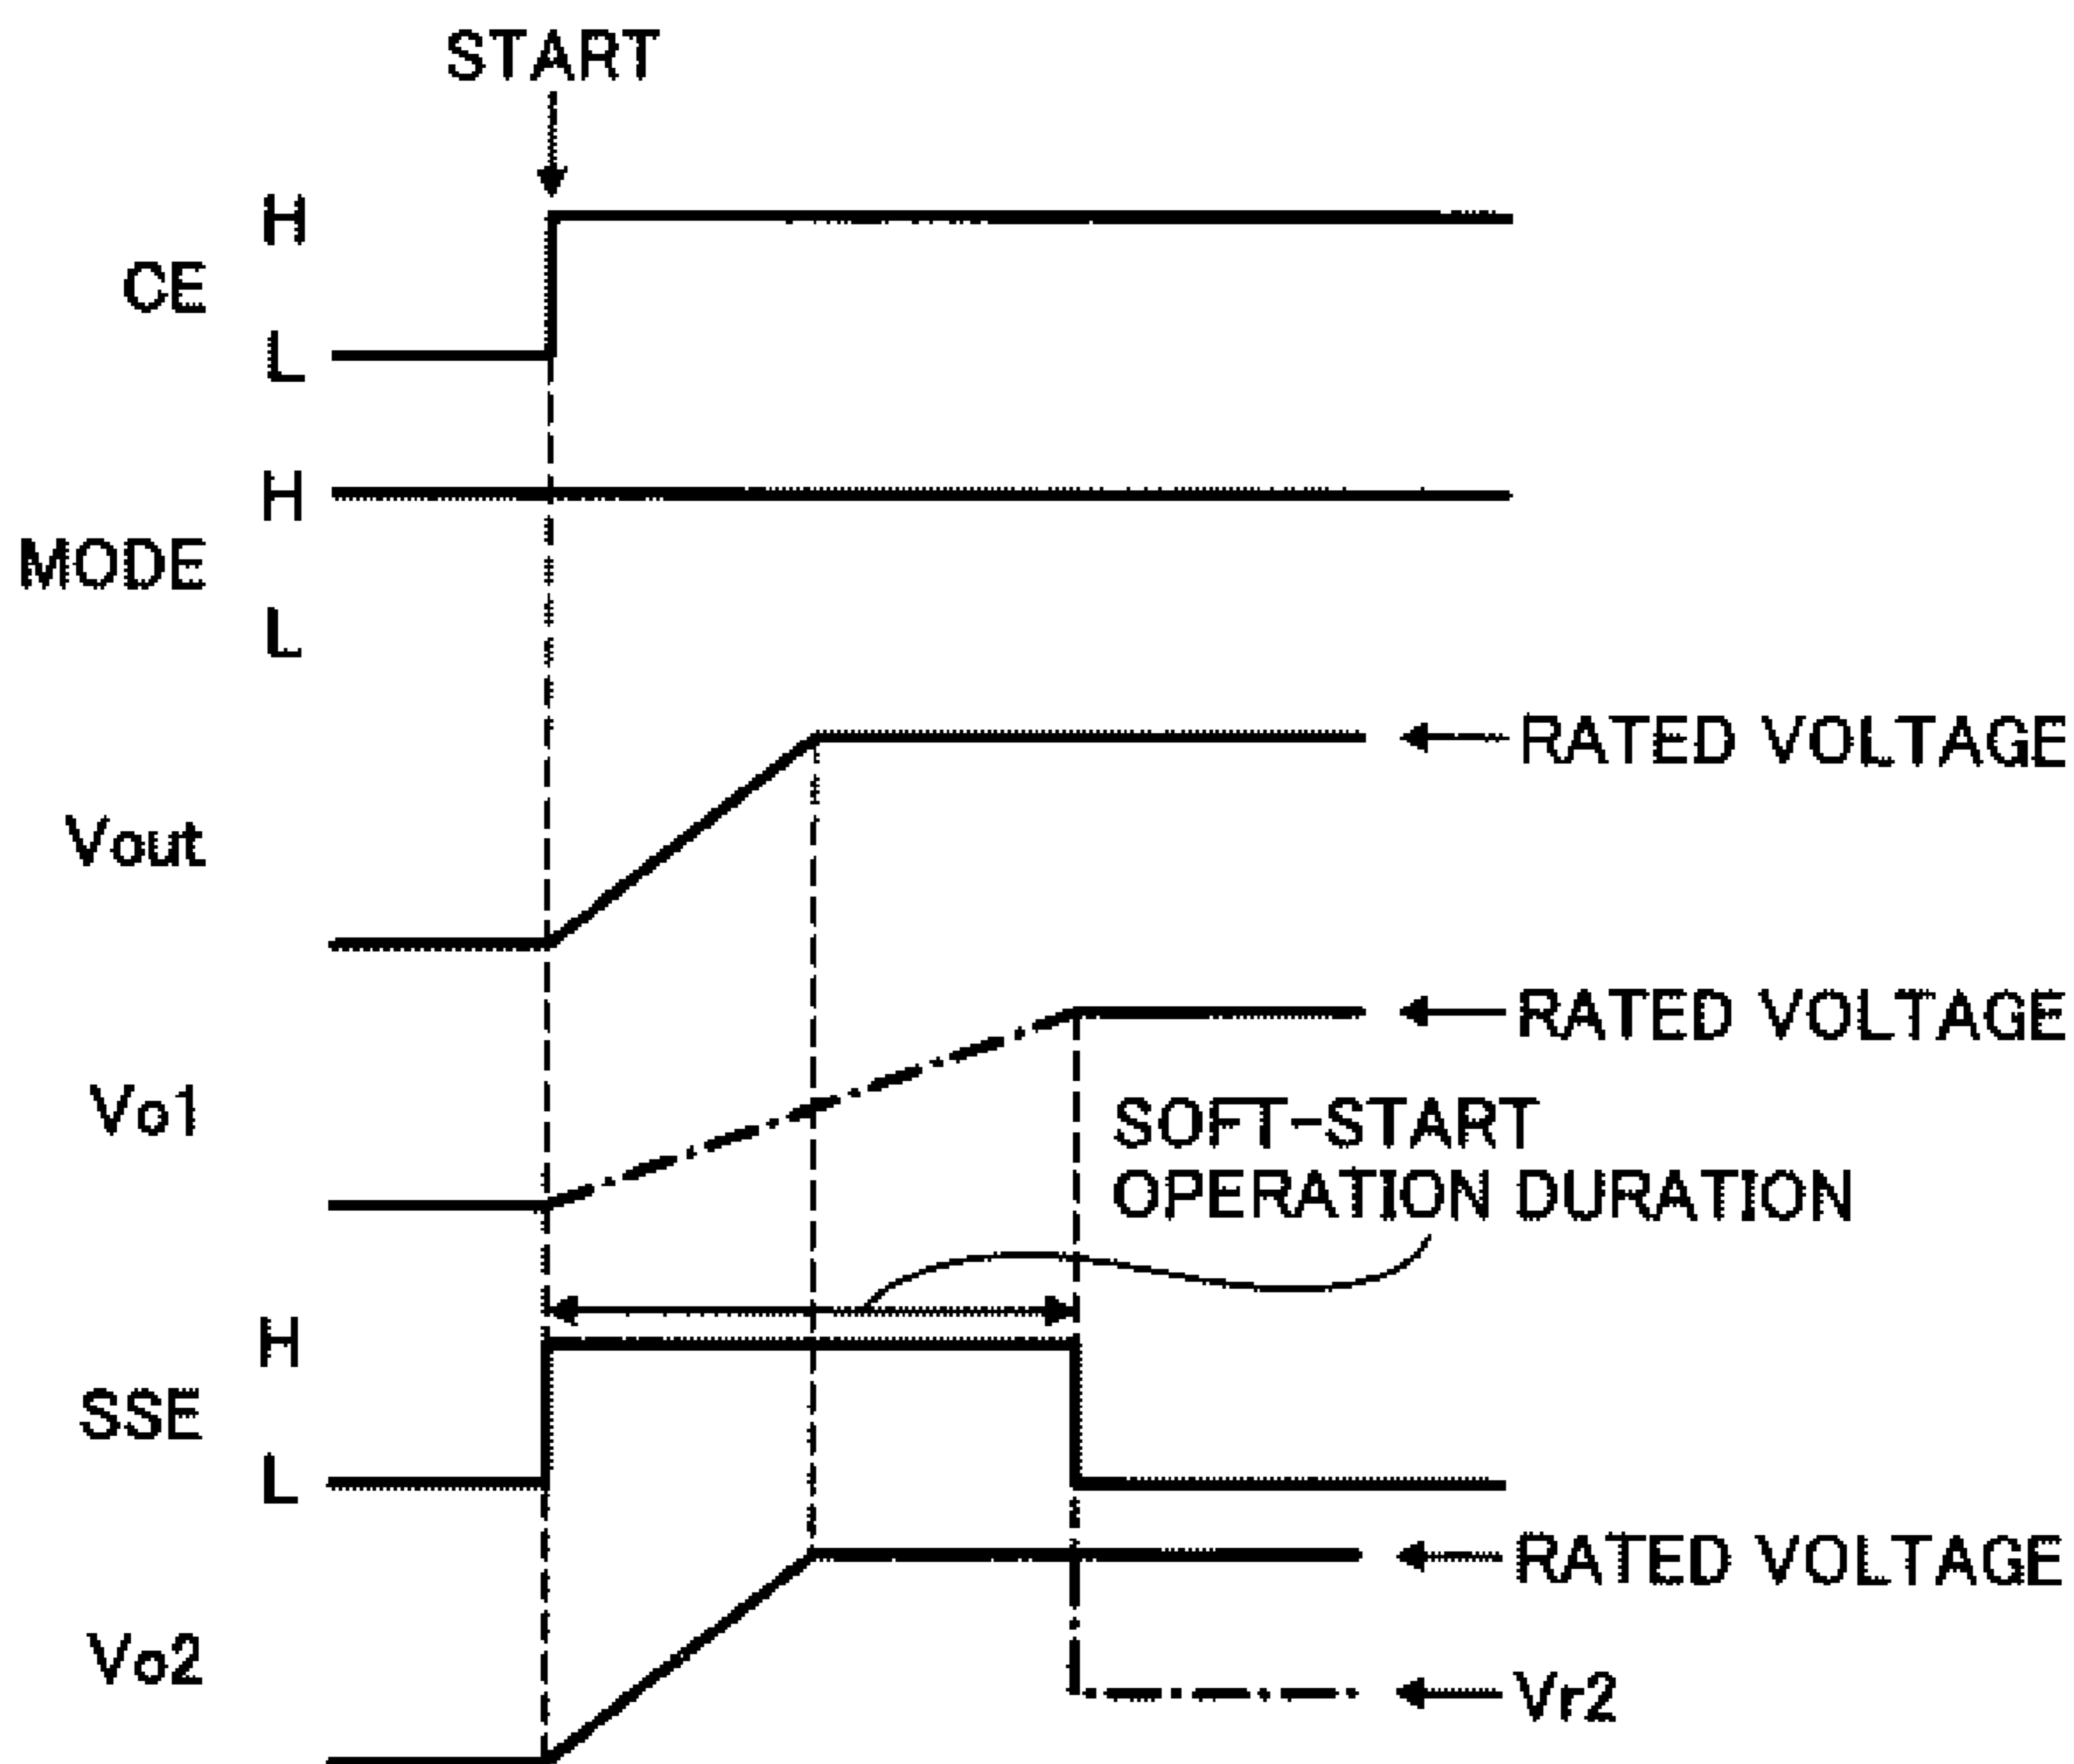 START
H
CE
L
H
MODE
L
RATED VOLTAGE
Vout
RATED VOLTAGE
Vo1
SOFT-START
OPERATION DURATION
H
SSE
L
RATED VOLTAGE
Vo2
Vr2